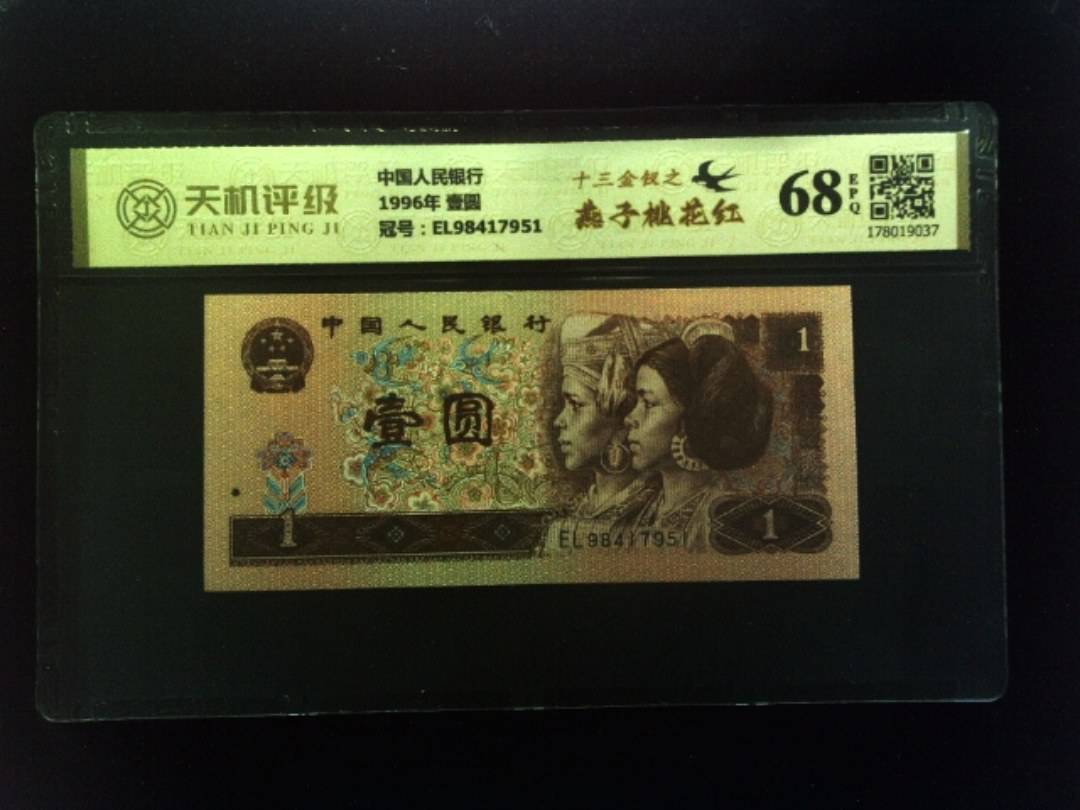 天机评级
TIAN JI PING JI
中国人民银行
1996年 壹圆
冠号：EL98417951
十三金钗之
燕子桃花红
68
EPQ
178019037
中国人民银行
1
壹圆
EL98417951
1
1